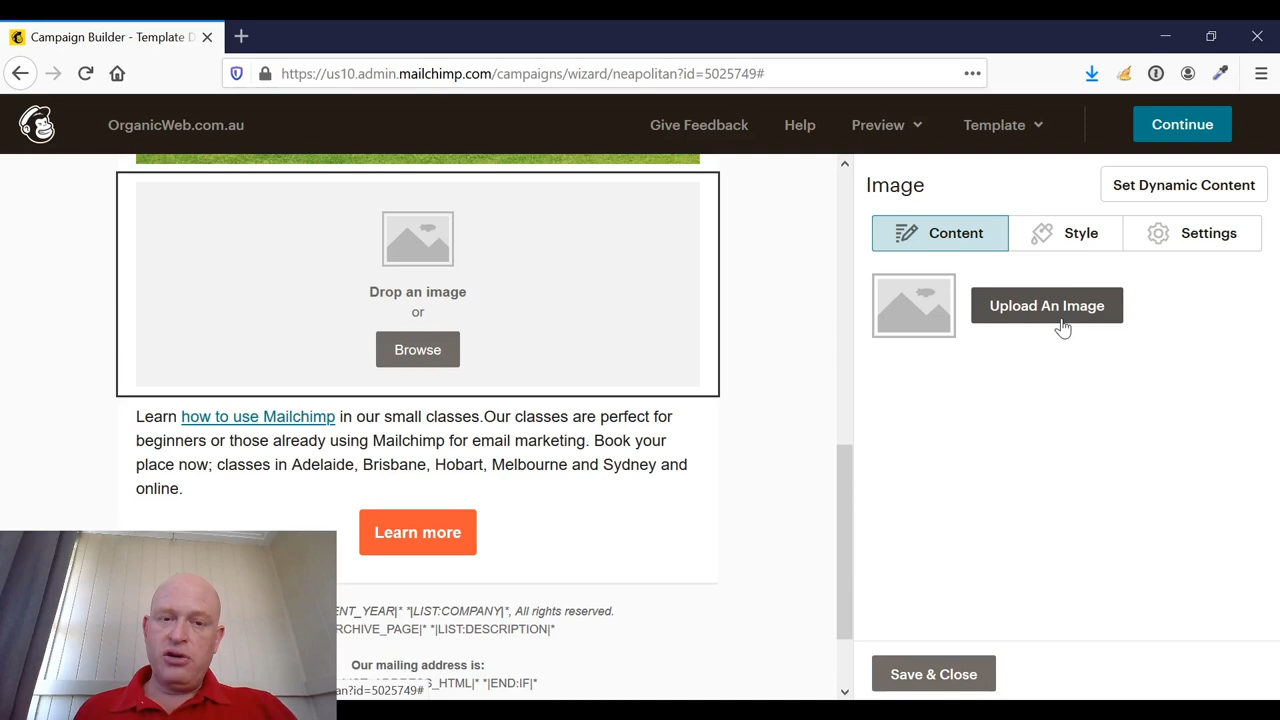 Campaign Builder - Template D
https://us10.admin.mailchimp.com/campaigns/wizard/neapolitan?id=5025749#
OrganicWeb.com.au
Give Feedback
Help
Preview
Template
Continue
Image
Set Dynamic Content
Content
Style
Settings
Upload An Image
Drop an image
or
Browse
Learn how to use Mailchimp in our small classes.Our classes are perfect for
beginners or those already using Mailchimp for email marketing. Book your
place now; classes in Adelaide, Brisbane, Hobart, Melbourne and Sydney and
online.
Learn more
ENT_YEAR|* *|LIST:COMPANY|*, All rights reserved.
RCHIVE_PAGE|* *|LIST:DESCRIPTION|*
Our mailing address is:
_HTML|* *|END:IF|*
an?id=5025749#
Save & Close